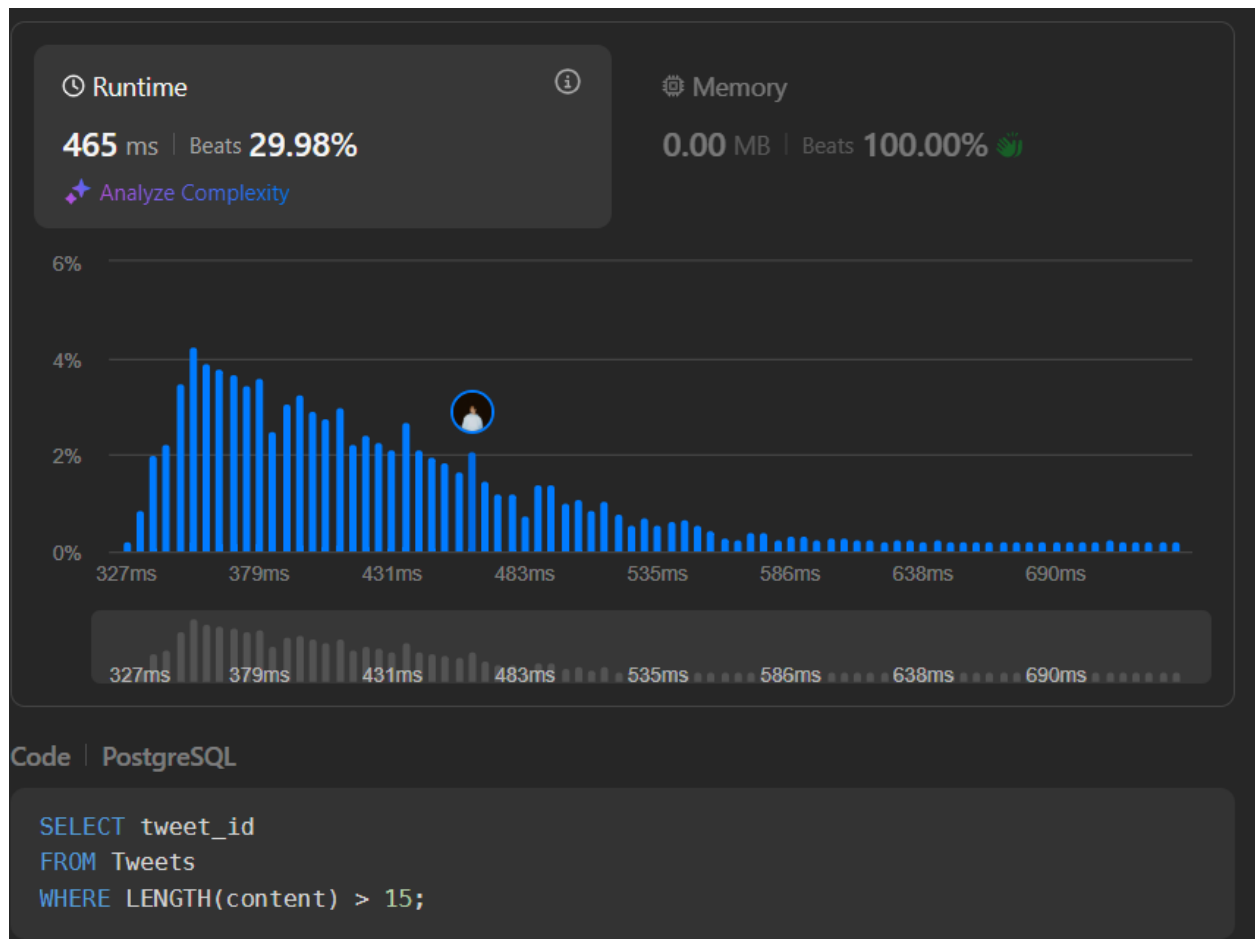 Runtime
465 ms | Beats 29.98%
Analyze Complexity
Memory
0.00 MB | Beats 100.00%
6%
4%
2%
0%
327ms 379ms 431ms 483ms 535ms 586ms 638ms 690ms
327ms 379ms 431ms 483ms 535ms 586ms 638ms 690ms
Code | PostgreSQL
SELECT tweet_id
FROM Tweets
WHERE LENGTH(content) > 15;